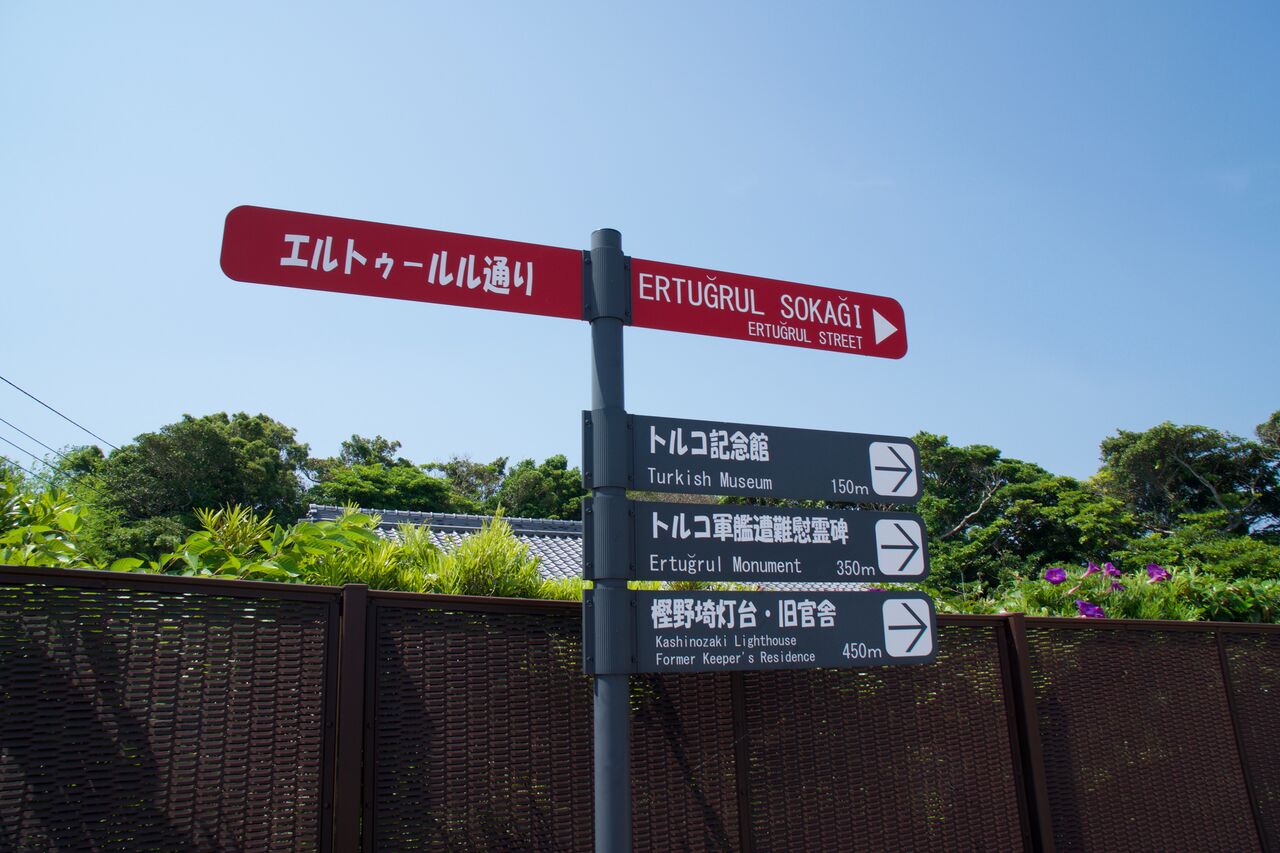 エルトゥールル通り
ERTUĞRUL SOKAĞI
ERTUĞRUL STREET
トルコ記念館
Turkish Museum 150m
トルコ軍艦遭難慰霊碑
Ertuğrul Monument 350m
樫野埼灯台・旧官舎
Kashinozaki Lighthouse
Former Keeper's Residence 450m